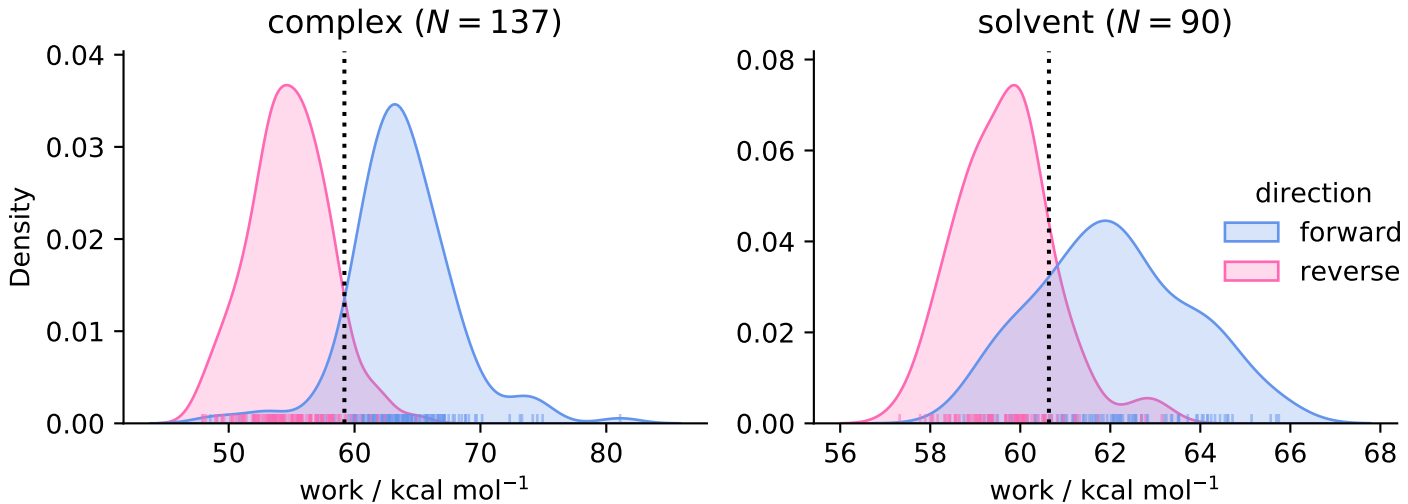 complex (N = 137)
Density
0.04
0.03
0.02
0.01
0.00
50
60
70
80
work / kcal mol⁻¹
solvent (N = 90)
0.08
0.06
0.04
0.02
0.00
56
58
60
62
64
66
68
work / kcal mol⁻¹
direction
forward
reverse